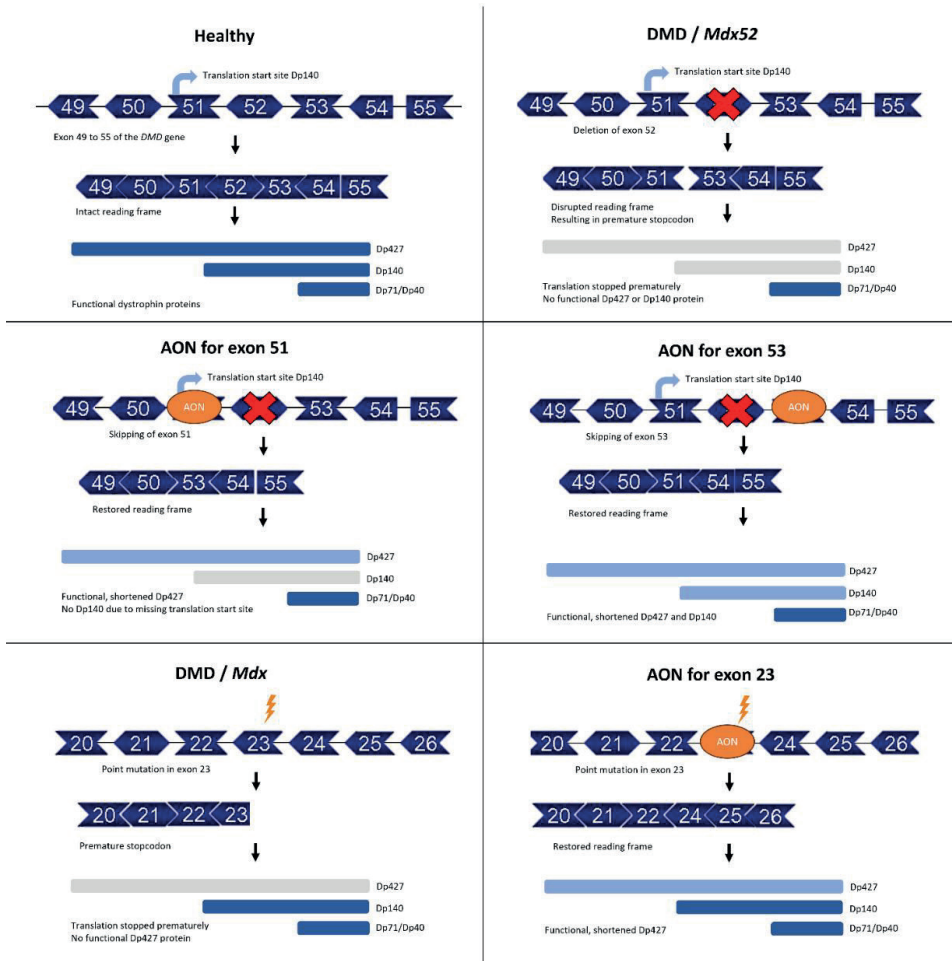 Healthy
Translation start site Dp140
49 50 51 52 53 54 55
Exon 49 to 55 of the DMD gene
49 50 51 52 53 54 55
Intact reading frame
Dp427
Dp140
Dp71/Dp40
Functional dystrophin proteins
DMD / Mdx52
Translation start site Dp140
49 50 51 53 54 55
Deletion of exon 52
49 50 51 53 54 55
Disrupted reading frame
Resulting in premature stopcodon
Dp427
Dp140
Translation stopped prematurely
No functional Dp427 or Dp140 protein
Dp71/Dp40
AON for exon 51
Translation start site Dp140
49 50 AON 53 54 55
Skipping of exon 51
49 50 53 54 55
Restored reading frame
Dp427
Dp140
Functional, shortened Dp427
No Dp140 due to missing translation start site
Dp71/Dp40
AON for exon 53
Translation start site Dp140
49 50 51 AON 54 55
Skipping of exon 53
49 50 51 54 55
Restored reading frame
Dp427
Dp140
Dp71/Dp40
Functional, shortened Dp427 and Dp140
DMD / Mdx
20 21 22 23 24 25 26
Point mutation in exon 23
20 21 22 23
Premature stopcodon
Dp427
Dp140
Translation stopped prematurely
No functional Dp427 protein
Dp71/Dp40
AON for exon 23
20 21 22 AON 24 25 26
Point mutation in exon 23
20 21 22 24 25 26
Restored reading frame
Dp427
Dp140
Dp71/Dp40
Functional, shortened Dp427